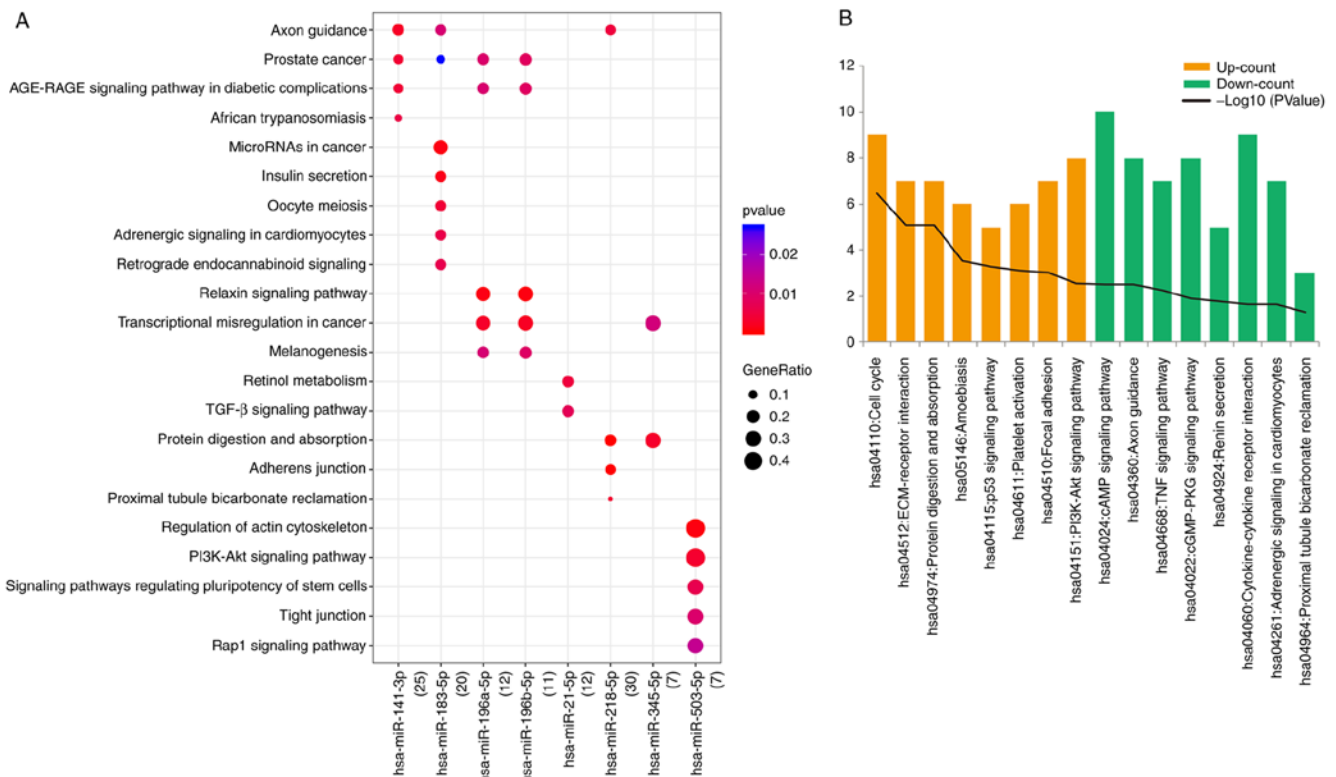 A
Axon guidance
Prostate cancer
AGE-RAGE signaling pathway in diabetic complications
African trypanosomiasis
MicroRNAs in cancer
Insulin secretion
Oocyte meiosis
Adrenergic signaling in cardiomyocytes
Retrograde endocannabinoid signaling
Relaxin signaling pathway
Transcriptional misregulation in cancer
Melanogenesis
Retinol metabolism
TGF-β signaling pathway
Protein digestion and absorption
Adherens junction
Proximal tubule bicarbonate reclamation
Regulation of actin cytoskeleton
PI3K-Akt signaling pathway
Signaling pathways regulating pluripotency of stem cells
Tight junction
Rap1 signaling pathway
hsa-miR-141-3p
(25)
hsa-miR-183-5p
(20)
hsa-miR-196a-5p
(12)
hsa-miR-196b-5p
(11)
hsa-miR-21-5p
(12)
hsa-miR-218-5p
(30)
hsa-miR-345-5p
(7)
hsa-miR-503-5p
(7)
pvalue
0.02
0.01
GeneRatio
0.1
0.2
0.3
0.4
B
Up-count
Down-count
–Log10 (PValue)
12
10
8
6
4
2
0
hsa04110:Cell cycle
hsa04512:ECM-receptor interaction
hsa04974:Protein digestion and absorption
hsa05146:Amoebiasis
hsa04115:p53 signaling pathway
hsa04611:Platelet activation
hsa04510:Focal adhesion
hsa04151:PI3K-Akt signaling pathway
hsa04024:cAMP signaling pathway
hsa04360:Axon guidance
hsa04668:TNF signaling pathway
hsa04022:cGMP-PKG signaling pathway
hsa04924:Renin secretion
hsa04060:Cytokine-cytokine receptor interaction
hsa04261:Adrenergic signaling in cardiomyocytes
hsa04964:Proximal tubule bicarbonate reclamation